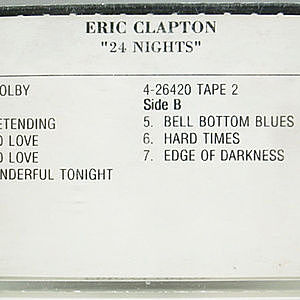 ERIC CLAPTON
"24 NIGHTS"
OLBY
ETENDING
D LOVE
D LOVE
NDERFUL TONIGHT
4-26420 TAPE 2
Side B
5. BELL BOTTOM BLUES
6. HARD TIMES
7. EDGE OF DARKNESS